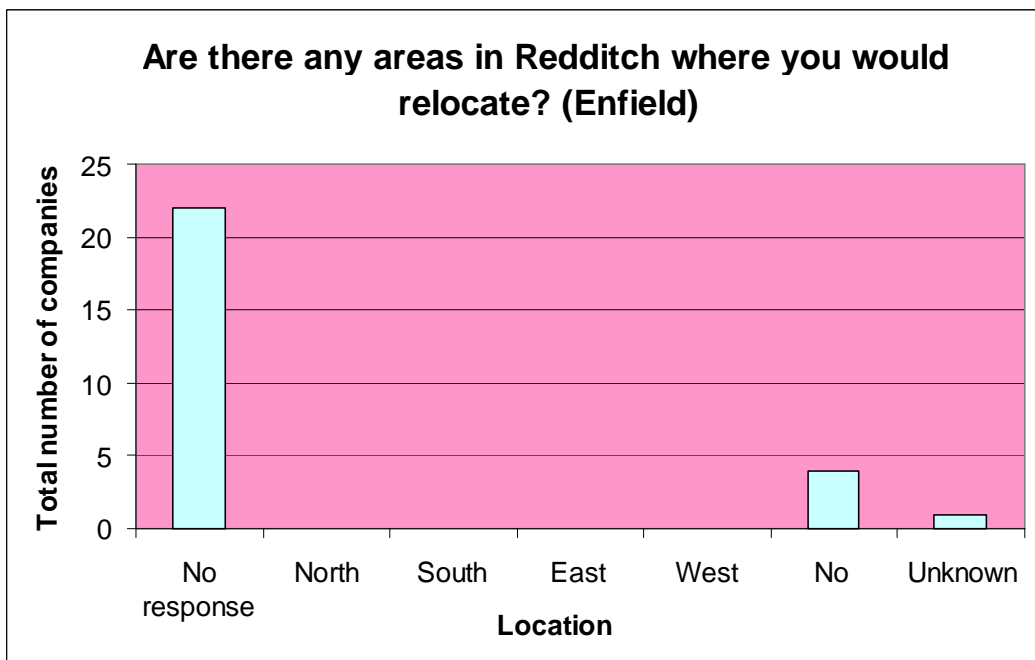 Are there any areas in Redditch where you would
relocate? (Enfield)
Total number of companies
25
20
15
10
5
0
No response
North
South
East
West
No
Unknown
Location